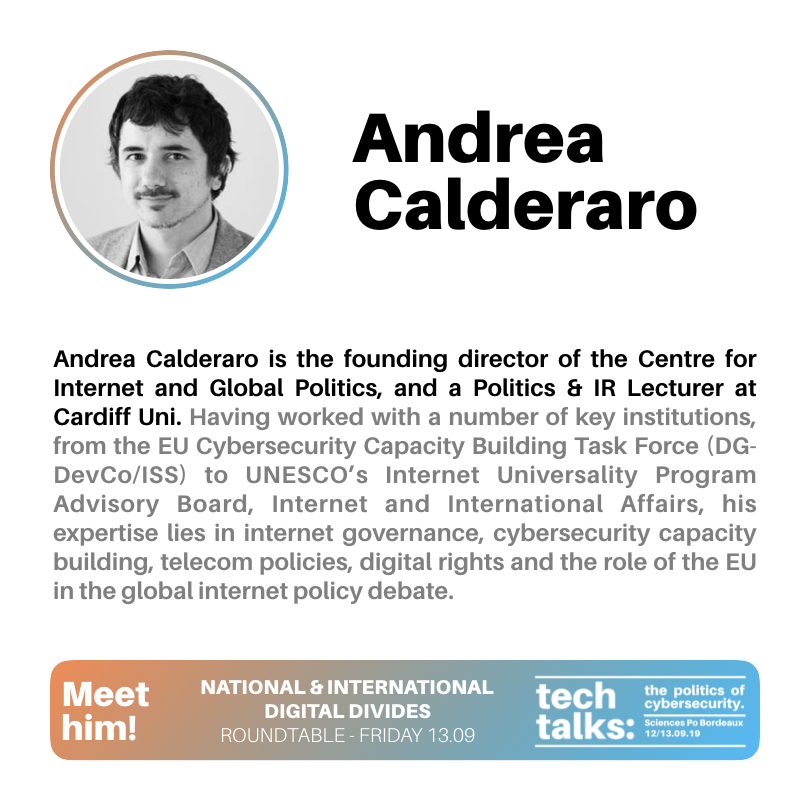 Andrea
Calderaro
Andrea Calderaro is the founding director of the Centre for
Internet and Global Politics, and a Politics & IR Lecturer at
Cardiff Uni. Having worked with a number of key institutions,
from the EU Cybersecurity Capacity Building Task Force (DG-
DevCo/ISS) to UNESCO’s Internet Universality Program
Advisory Board, Internet and International Affairs, his
expertise lies in internet governance, cybersecurity capacity
building, telecom policies, digital rights and the role of the EU
in the global internet policy debate.
Meet
him!
NATIONAL & INTERNATIONAL
DIGITAL DIVIDES
ROUNDTABLE - FRIDAY 13.09
tech
talks:
the politics of
cybersecurity.
Sciences Po Bordeaux
12/13.09.19